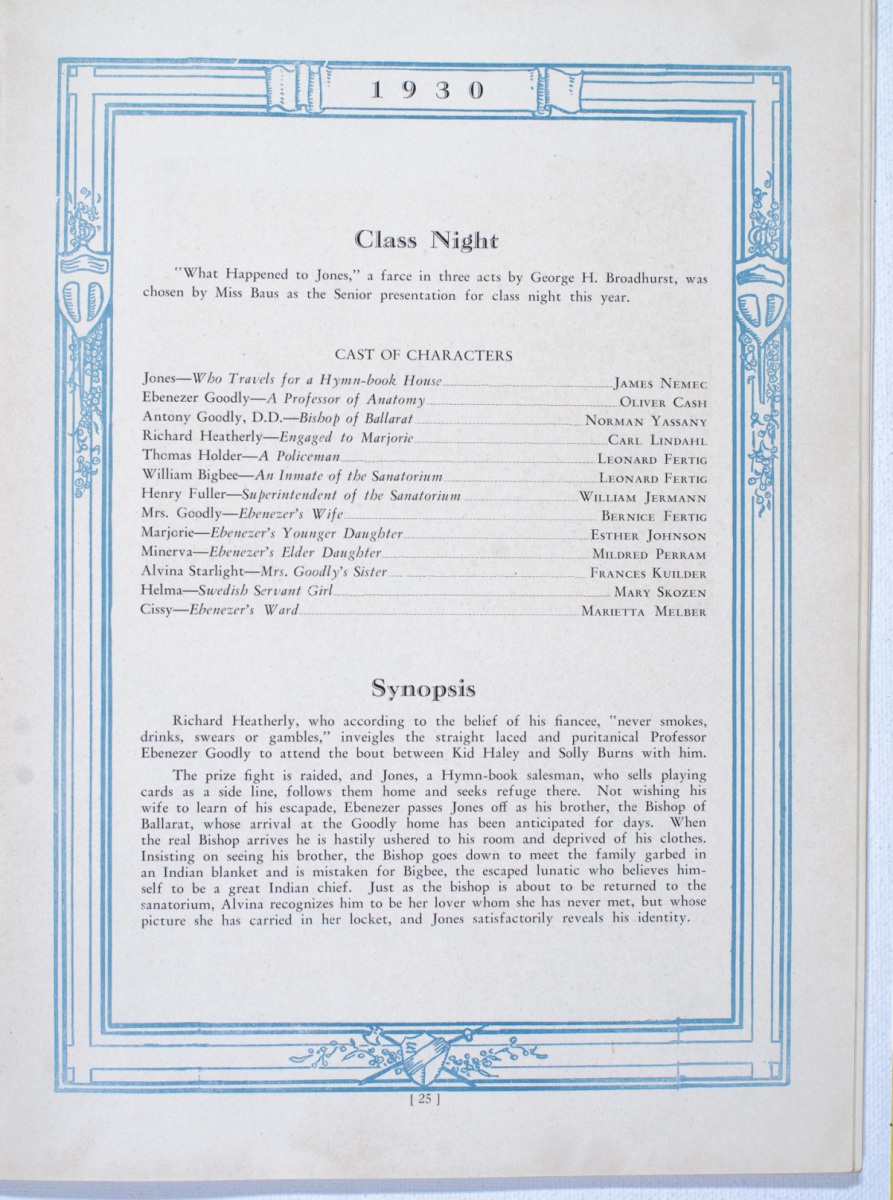 1930
Class Night
"What Happened to Jones," a farce in three acts by George H. Broadhurst, was
chosen by Miss Baus as the Senior presentation for class night this year.
CAST OF CHARACTERS
Jones—Who Travels for a Hymn-book House JAMES NEMEC
Ebenezer Goodly—A Professor of Anatomy OLIVER CASH
Antony Goodly, D.D.—Bishop of Ballarat NORMAN YASSANY
Richard Heatherly—Engaged to Marjorie CARL LINDAHL
Thomas Holder—A Policeman LEONARD FERTIG
William Bigbee—An Inmate of the Sanatorium LEONARD FERTIG
Henry Fuller—Superintendent of the Sanatorium WILLIAM JERMANN
Mrs. Goodly—Ebenezer's Wife BERNICE FERTIG
Marjorie—Ebenezer's Younger Daughter ESTHER JOHNSON
Minerva—Ebenezer's Elder Daughter MILDRED PERRAM
Alvina Starlight—Mrs. Goodly's Sister FRANCES KUILDER
Helma—Swedish Servant Girl MARY SKOZEN
Cissy—Ebenezer's Ward MARIETTA MELBER
Synopsis
Richard Heatherly, who according to the belief of his fiancee, "never smokes,
drinks, swears or gambles," inveigles the straight laced and puritanical Professor
Ebenezer Goodly to attend the bout between Kid Haley and Solly Burns with him.
The prize fight is raided, and Jones, a Hymn-book salesman, who sells playing
cards as a side line, follows them home and seeks refuge there. Not wishing his
wife to learn of his escapade, Ebenezer passes Jones off as his brother, the Bishop of
Ballarat, whose arrival at the Goodly home has been anticipated for days. When
the real Bishop arrives he is hastily ushered to his room and deprived of his clothes.
Insisting on seeing his brother, the Bishop goes down to meet the family garbed in
an Indian blanket and is mistaken for Bigbee, the escaped lunatic who believes him-
self to be a great Indian chief. Just as the bishop is about to be returned to the
sanatorium, Alvina recognizes him to be her lover whom she has never met, but whose
picture she has carried in her locket, and Jones satisfactorily reveals his identity.
[ 25 ]